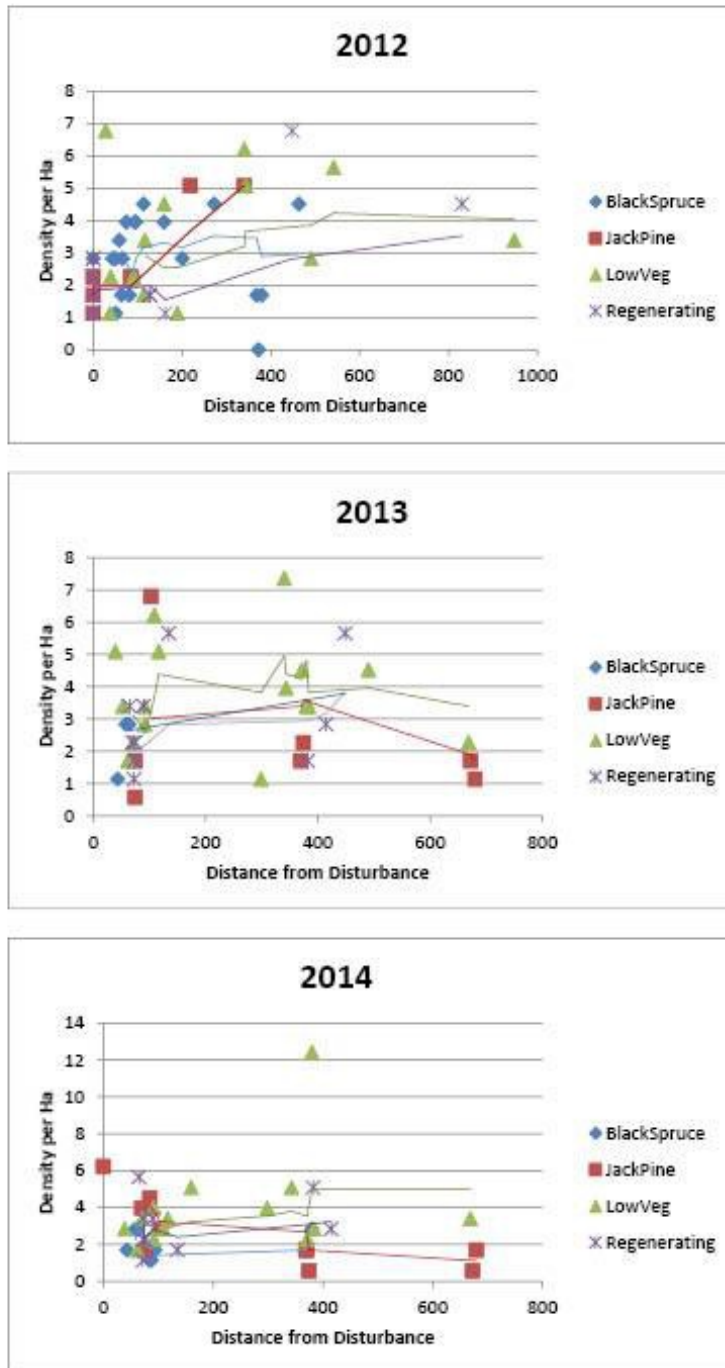 2012
8
7
6
5
4
3
2
1
0
Density per Ha
0 200 400 600 800 1000
Distance from Disturbance
BlackSpruce
JackPine
LowVeg
Regenerating
2013
8
7
6
5
4
3
2
1
0
Density per Ha
0 200 400 600 800
Distance from Disturbance
BlackSpruce
JackPine
LowVeg
Regenerating
2014
14
12
10
8
6
4
2
0
Density per Ha
0 200 400 600 800
Distance from Disturbance
BlackSpruce
JackPine
LowVeg
Regenerating